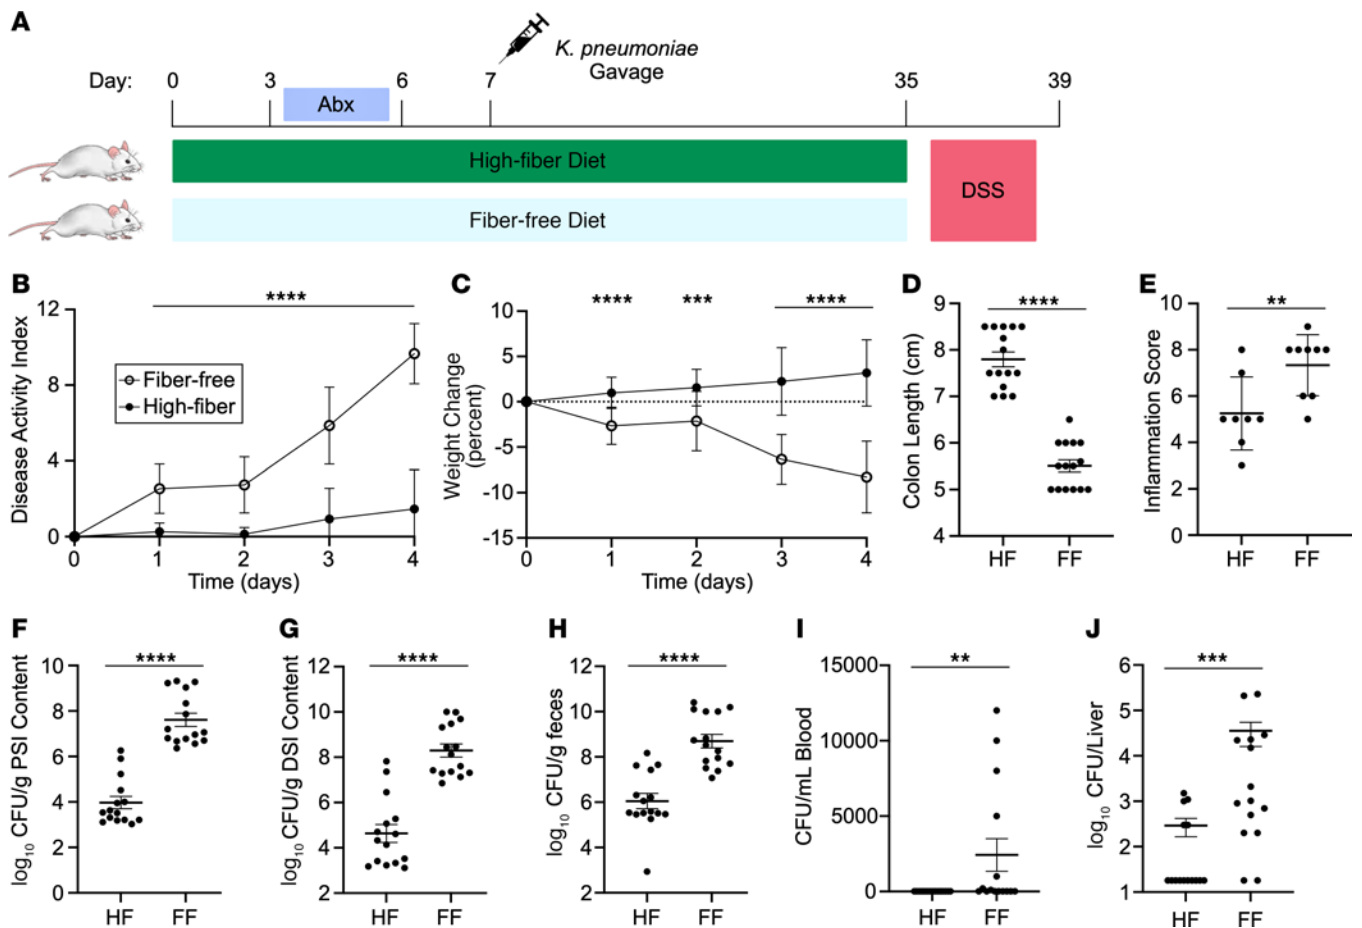 A
K. pneumoniae
Gavage
Day: 0 3 6 7 35 39
Abx
High-fiber Diet
DSS
Fiber-free Diet
B
****
Disease Activity Index
12
8
4
0
Fiber-free
High-fiber
0 1 2 3 4
Time (days)
C
**** *** ****
Weight Change
(percent)
10
5
0
-5
-10
-15
0 1 2 3 4
Time (days)
D
****
Colon Length (cm)
9
8
7
6
5
4
HF FF
E
**
Inflammation Score
10
8
6
4
2
0
HF FF
F
****
log₁₀ CFU/g PSI Content
10
8
6
4
2
0
HF FF
G
****
log₁₀ CFU/g DSI Content
12
10
8
6
4
2
HF FF
H
****
log₁₀ CFU/g feces
12
10
8
6
4
2
HF FF
I
**
CFU/mL Blood
15000
10000
5000
0
HF FF
J
***
log₁₀ CFU/Liver
6
5
4
3
2
1
HF FF